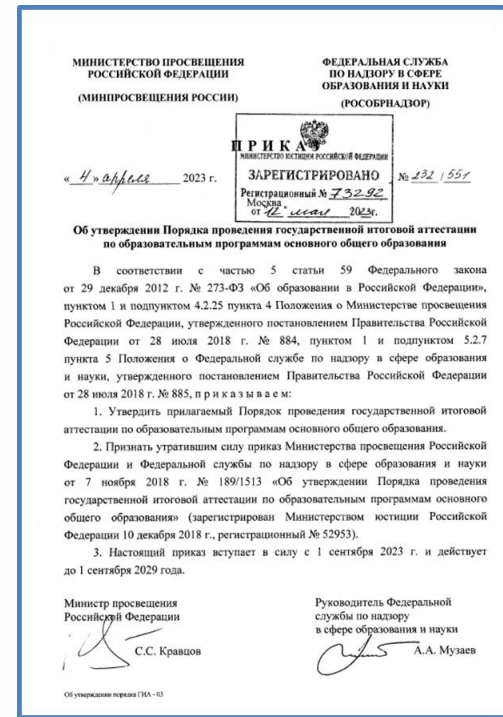 МИНИСТЕРСТВО ПРОСВЕЩЕНИЯ
РОССИЙСКОЙ ФЕДЕРАЦИИ
(МИНПРОСВЕЩЕНИЯ РОССИИ)
ФЕДЕРАЛЬНАЯ СЛУЖБА
ПО НАДЗОРУ В СФЕРЕ
ОБРАЗОВАНИЯ И НАУКИ
(РОСОБРНАДЗОР)
ПРИКАЗ
МИНИСТЕРСТВО ЮСТИЦИИ РОССИЙСКОЙ ФЕДЕРАЦИИ
ЗАРЕГИСТРИРОВАНО
Регистрационный № 73292
Москва
от "12" мая 2023г.
« 4 » апреля 2023 г.
№ 232/551
Об утверждении Порядка проведения государственной итоговой аттестации
по образовательным программам основного общего образования
В соответствии с частью 5 статьи 59 Федерального закона
от 29 декабря 2012 г. № 273-ФЗ «Об образовании в Российской Федерации»,
пунктом 1 и подпунктом 4.2.25 пункта 4 Положения о Министерстве просвещения
Российской Федерации, утвержденного постановлением Правительства Российской
Федерации от 28 июля 2018 г. № 884, пунктом 1 и подпунктом 5.2.7
пункта 5 Положения о Федеральной службе по надзору в сфере образования
и науки, утвержденного постановлением Правительства Российской Федерации
от 28 июля 2018 г. № 885, п р и к а з ы в а е м:
1. Утвердить прилагаемый Порядок проведения государственной итоговой
аттестации по образовательным программам основного общего образования.
2. Признать утратившим силу приказ Министерства просвещения Российской
Федерации и Федеральной службы по надзору в сфере образования и науки
от 7 ноября 2018 г. № 189/1513 «Об утверждении Порядка проведения
государственной итоговой аттестации по образовательным программам основного
общего образования» (зарегистрирован Министерством юстиции Российской
Федерации 10 декабря 2018 г., регистрационный № 52953).
3. Настоящий приказ вступает в силу с 1 сентября 2023 г. и действует
до 1 сентября 2029 года.
Министр просвещения
Российской Федерации
С.С. Кравцов
Руководитель Федеральной
службы по надзору
в сфере образования и науки
А.А. Музаев
Об утверждении порядка ГИА - 03